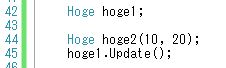 42 Hoge hoge1;
43
44 Hoge hoge2(10, 20);
45 hoge1.Update();
46